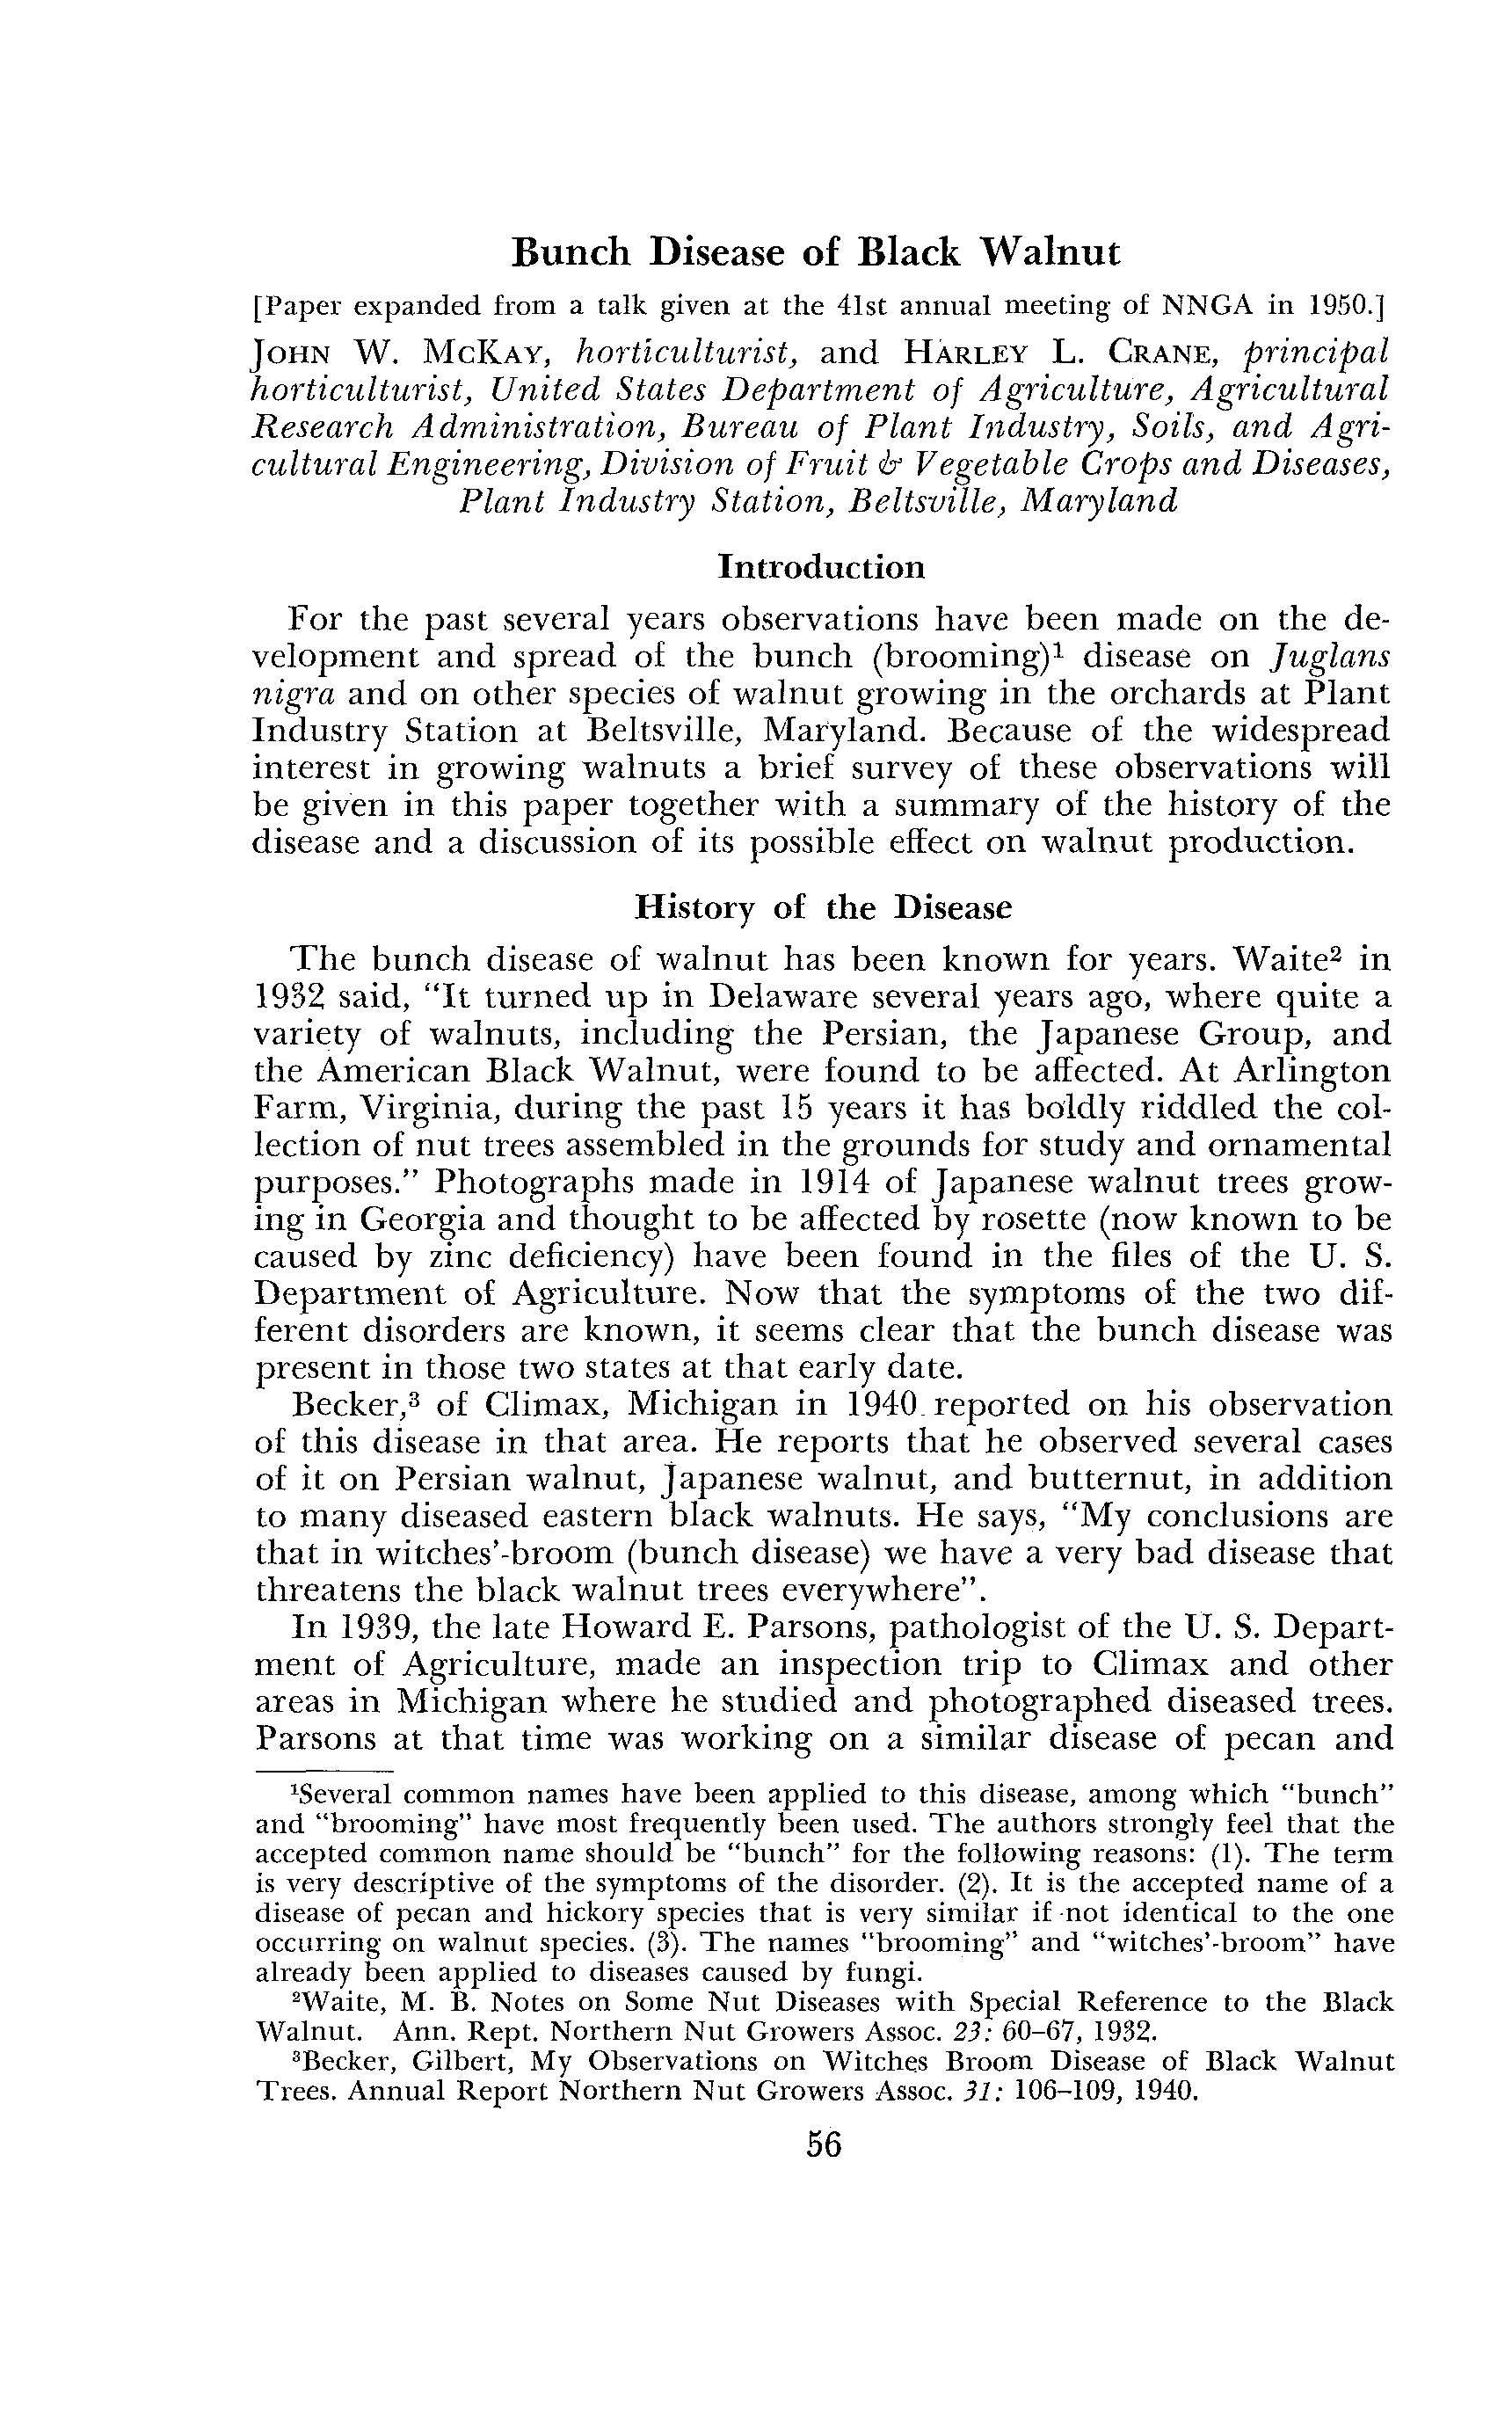 Bunch Disease of Black Walnut
[Paper expanded from a talk given at the 41st annual meeting of NNGA in 1950.]
JOHN W. MCKAY, horticulturist, and HARLEY L. CRANE, principal
horticulturist, United States Department of Agriculture, Agricultural
Research Administration, Bureau of Plant Industry, Soils, and Agri-
cultural Engineering, Division of Fruit & Vegetable Crops and Diseases,
Plant Industry Station, Beltsville, Maryland
Introduction
For the past several years observations have been made on the de-
velopment and spread of the bunch (brooming)¹ disease on Juglans
nigra and on other species of walnut growing in the orchards at Plant
Industry Station at Beltsville, Maryland. Because of the widespread
interest in growing walnuts a brief survey of these observations will
be given in this paper together with a summary of the history of the
disease and a discussion of its possible effect on walnut production.
History of the Disease
The bunch disease of walnut has been known for years. Waite² in
1932 said, "It turned up in Delaware several years ago, where quite a
variety of walnuts, including the Persian, the Japanese Group, and
the American Black Walnut, were found to be affected. At Arlington
Farm, Virginia, during the past 15 years it has boldly riddled the col-
lection of nut trees assembled in the grounds for study and ornamental
purposes." Photographs made in 1914 of Japanese walnut trees grow-
ing in Georgia and thought to be affected by rosette (now known to be
caused by zinc deficiency) have been found in the files of the U. S.
Department of Agriculture. Now that the symptoms of the two dif-
ferent disorders are known, it seems clear that the bunch disease was
present in those two states at that early date.
Becker,³ of Climax, Michigan in 1940 reported on his observation
of this disease in that area. He reports that he observed several cases
of it on Persian walnut, Japanese walnut, and butternut, in addition
to many diseased eastern black walnuts. He says, "My conclusions are
that in witches'-broom (bunch disease) we have a very bad disease that
threatens the black walnut trees everywhere".
In 1939, the late Howard E. Parsons, pathologist of the U. S. Depart-
ment of Agriculture, made an inspection trip to Climax and other
areas in Michigan where he studied and photographed diseased trees.
Parsons at that time was working on a similar disease of pecan and
¹Several common names have been applied to this disease, among which "bunch"
and "brooming" have most frequently been used. The authors strongly feel that the
accepted common name should be "bunch" for the following reasons: (1). The term
is very descriptive of the symptoms of the disorder. (2). It is the accepted name of a
disease of pecan and hickory species that is very similar if not identical to the one
occurring on walnut species. (3). The names "brooming" and "witches'-broom" have
already been applied to diseases caused by fungi.
²Waite, M. B. Notes on Some Nut Diseases with Special Reference to the Black
Walnut. Ann. Rept. Northern Nut Growers Assoc. 23: 60–67, 1932.
³Becker, Gilbert, My Observations on Witches Broom Disease of Black Walnut
Trees. Annual Report Northern Nut Growers Assoc. 31: 106–109, 1940.
56